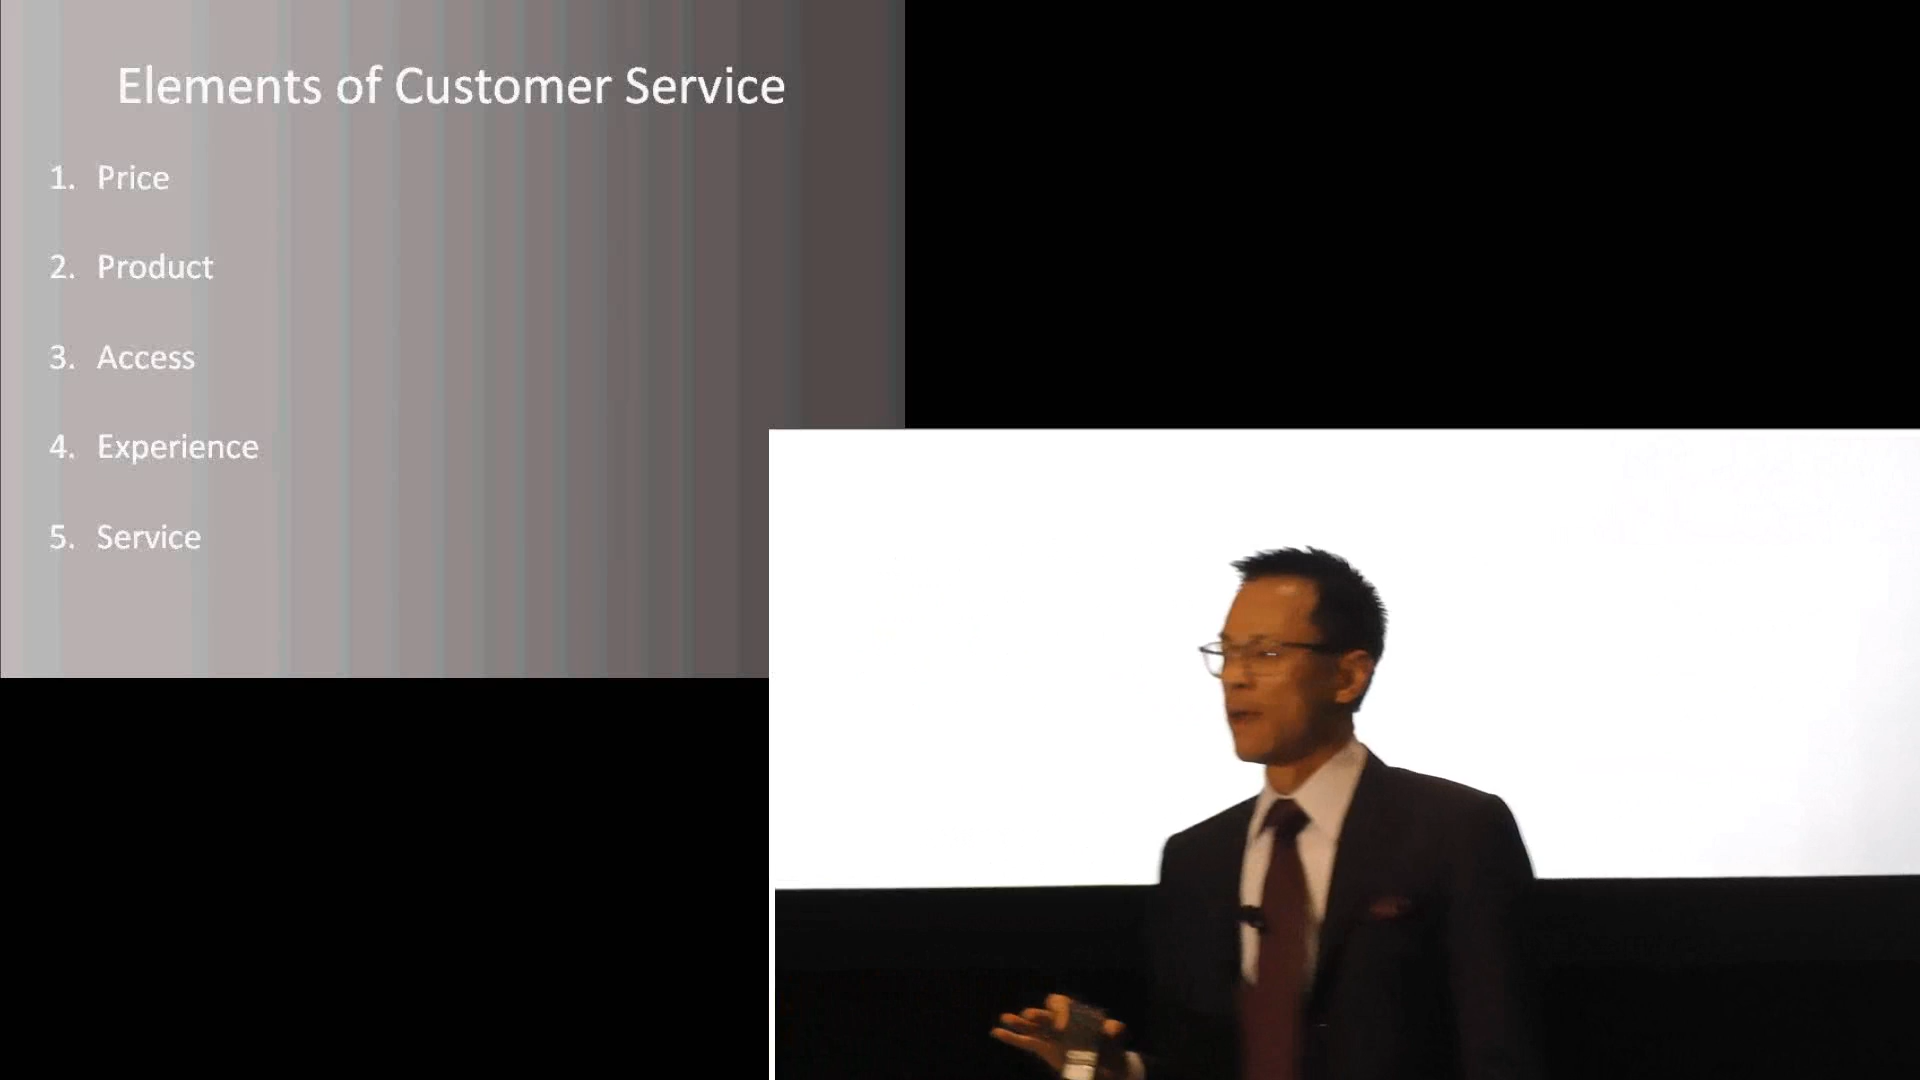 Elements of Customer Service
1. Price
2. Product
3. Access
4. Experience
5. Service